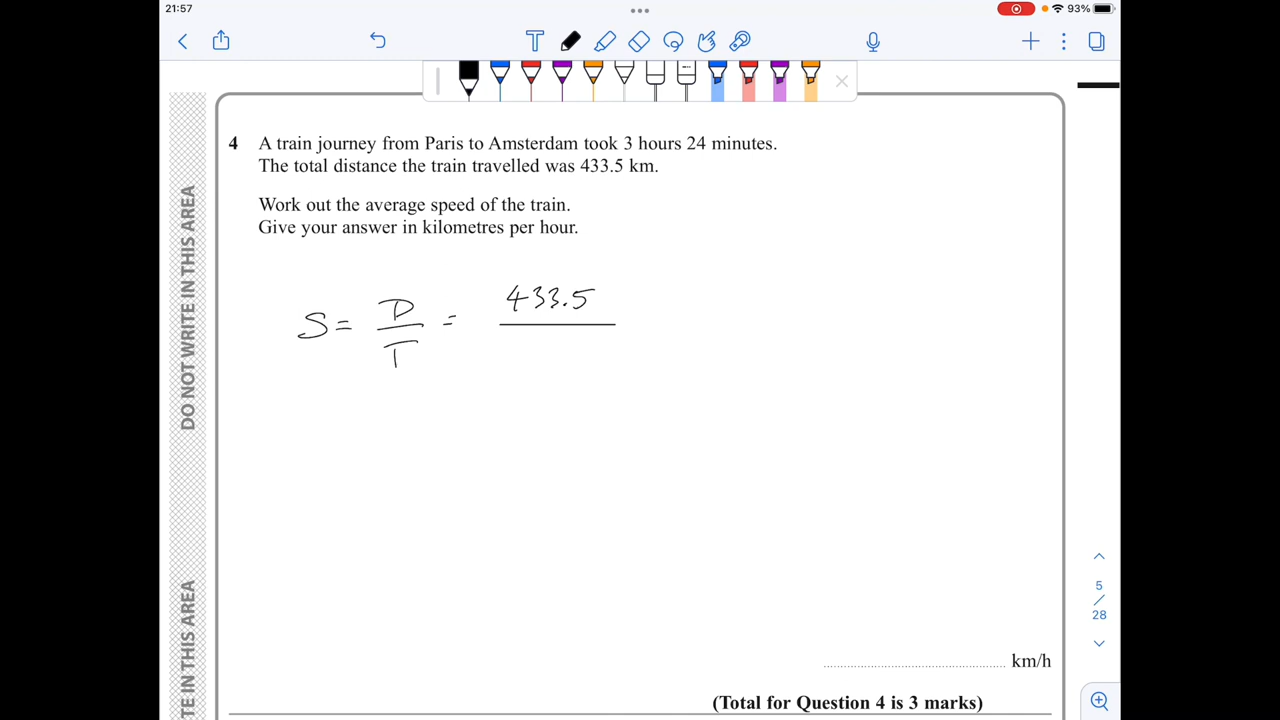 21:57
93%
4 A train journey from Paris to Amsterdam took 3 hours 24 minutes.
The total distance the train travelled was 433.5 km.
Work out the average speed of the train.
Give your answer in kilometres per hour.
S = D/T = 433.5
DO NOT WRITE IN THIS AREA
TE IN THIS AREA
5
/
28
km/h
(Total for Question 4 is 3 marks)